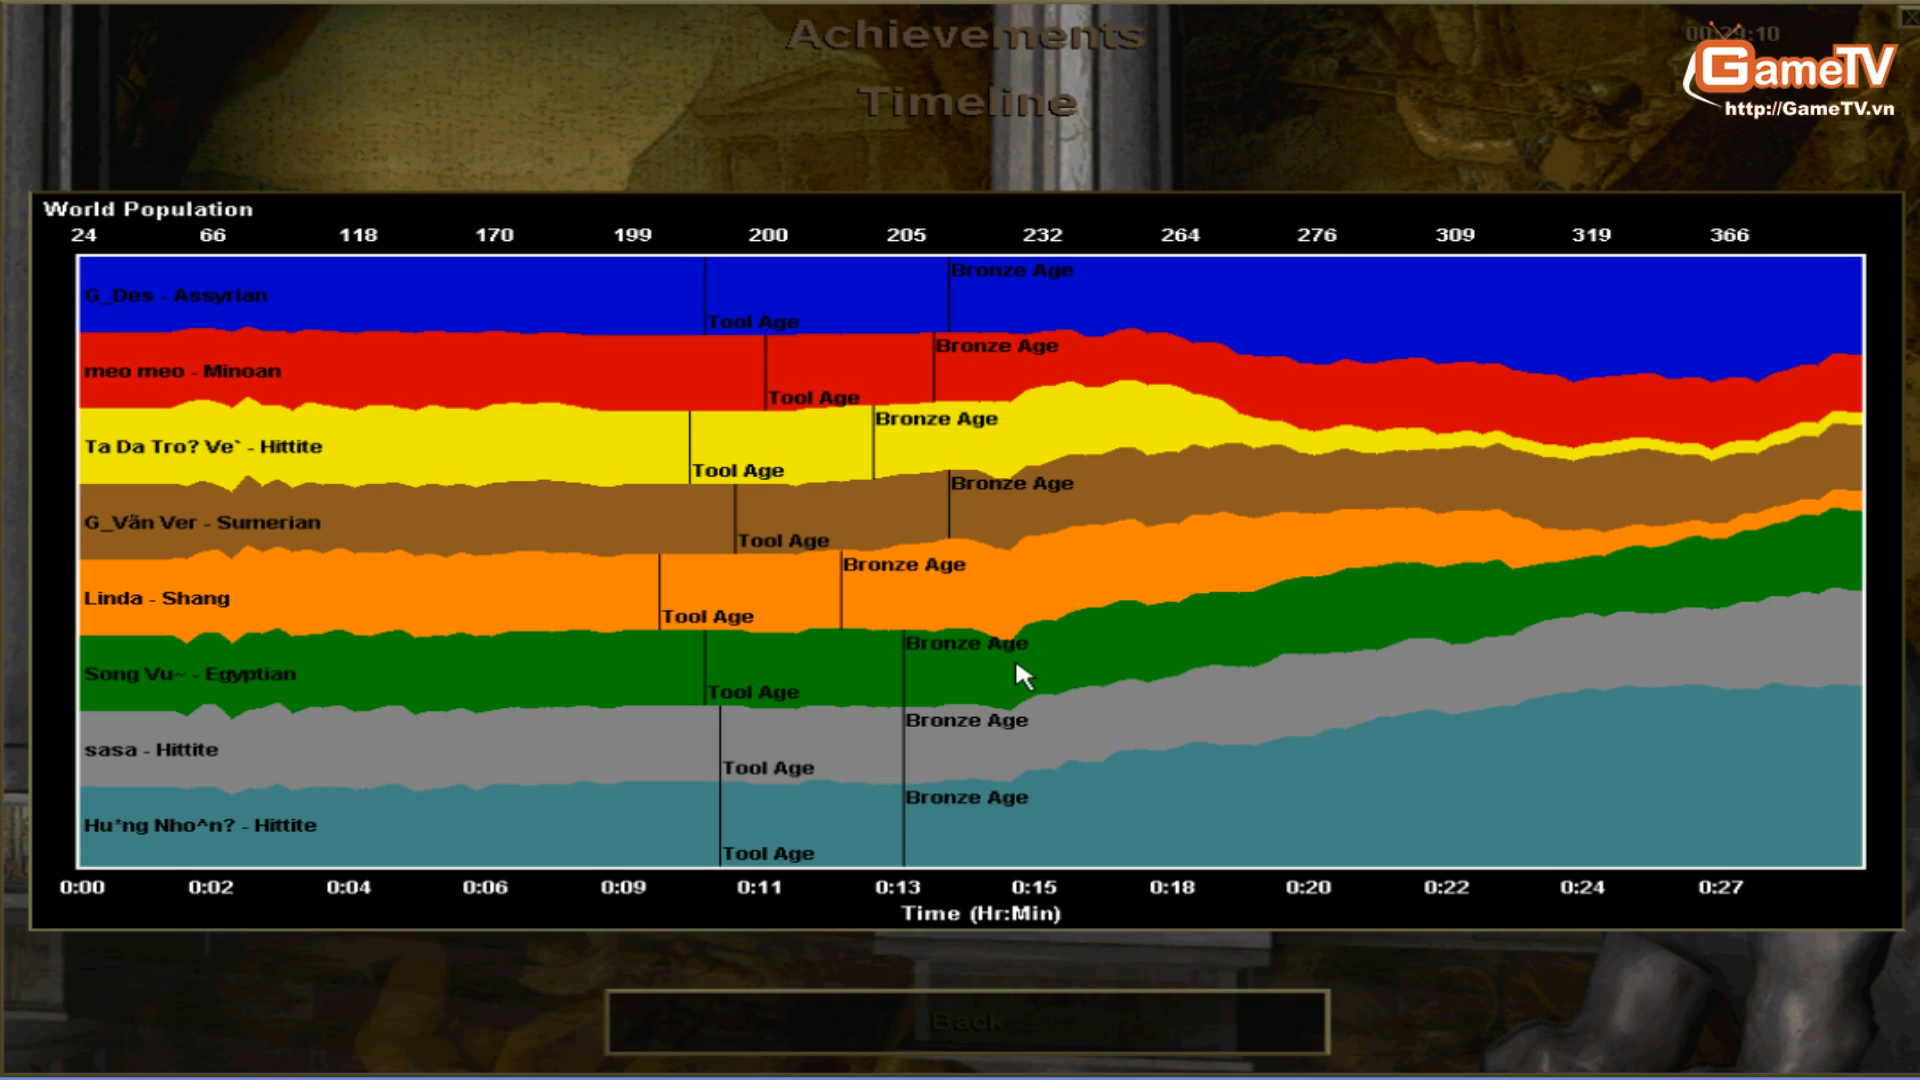 Achievements
Timeline
00:29:10
GameTV
http://GameTV.vn
World Population
24 66 118 170 199 200 205 232 264 276 309 319 366
Bronze Age
G_Des - Assyrian
Tool Age
Bronze Age
meo meo - Minoan
Tool Age
Bronze Age
Ta Da Tro? Ve` - Hittite
Tool Age
Bronze Age
G_Vãn Ver - Sumerian
Tool Age
Bronze Age
Linda - Shang
Tool Age
Bronze Age
Song Vu~ - Egyptian
Tool Age
Bronze Age
sasa - Hittite
Tool Age
Bronze Age
Hu*ng Nho^n? - Hittite
Tool Age
0:00 0:02 0:04 0:06 0:09 0:11 0:13 0:15 0:18 0:20 0:22 0:24 0:27
Time (Hr:Min)
Back